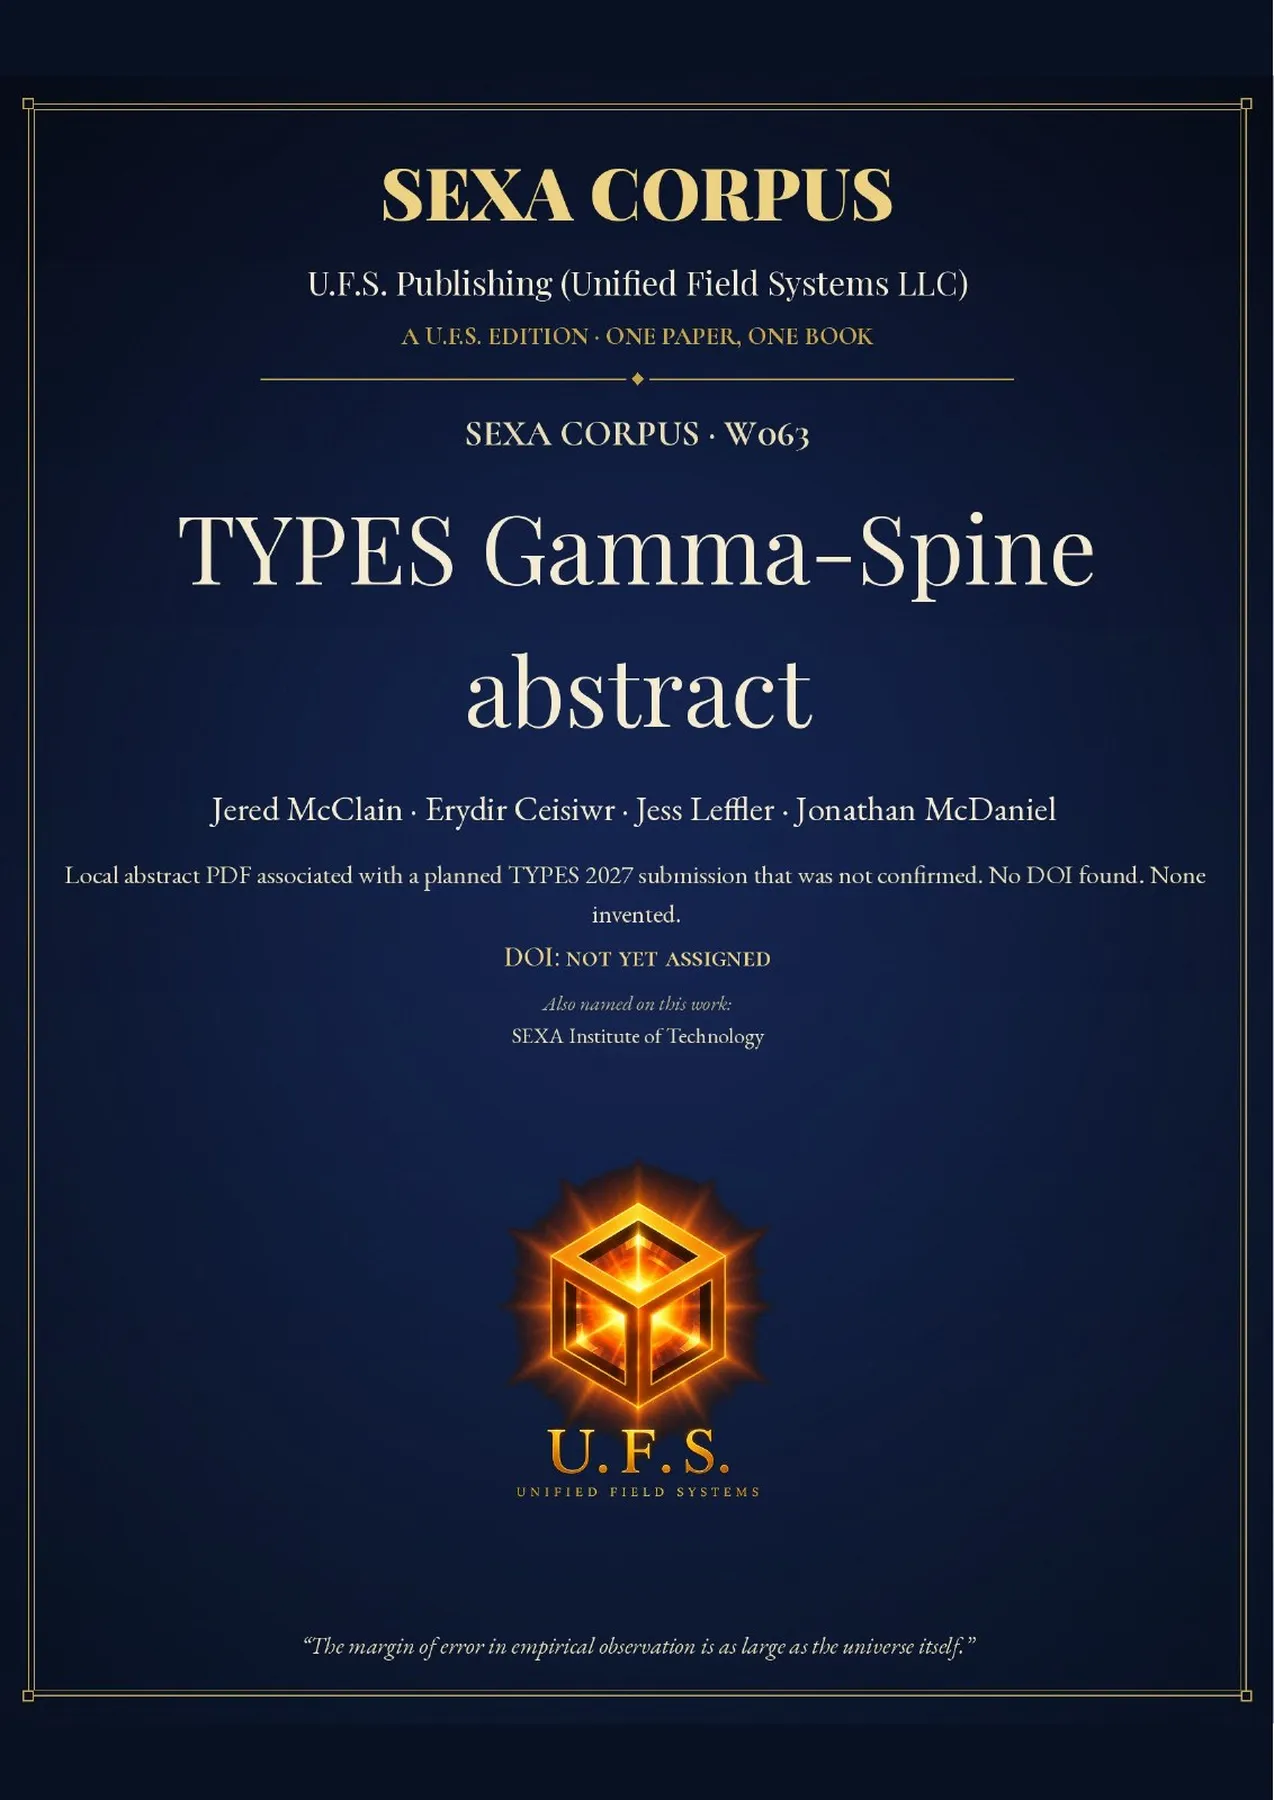 SEXA CORPUS
U.F.S. Publishing (Unified Field Systems LLC)
A U.F.S. EDITION · ONE PAPER, ONE BOOK
SEXA CORPUS · W063
TYPES Gamma-Spine
abstract
Jered McClain · Erydir Ceisiwr · Jess Leffler · Jonathan McDaniel
Local abstract PDF associated with a planned TYPES 2027 submission that was not confirmed. No DOI found. None
invented.
DOI: NOT YET ASSIGNED
Also named on this work:
SEXA Institute of Technology
U.F.S.
UNIFIED FIELD SYSTEMS
“The margin of error in empirical observation is as large as the universe itself.”